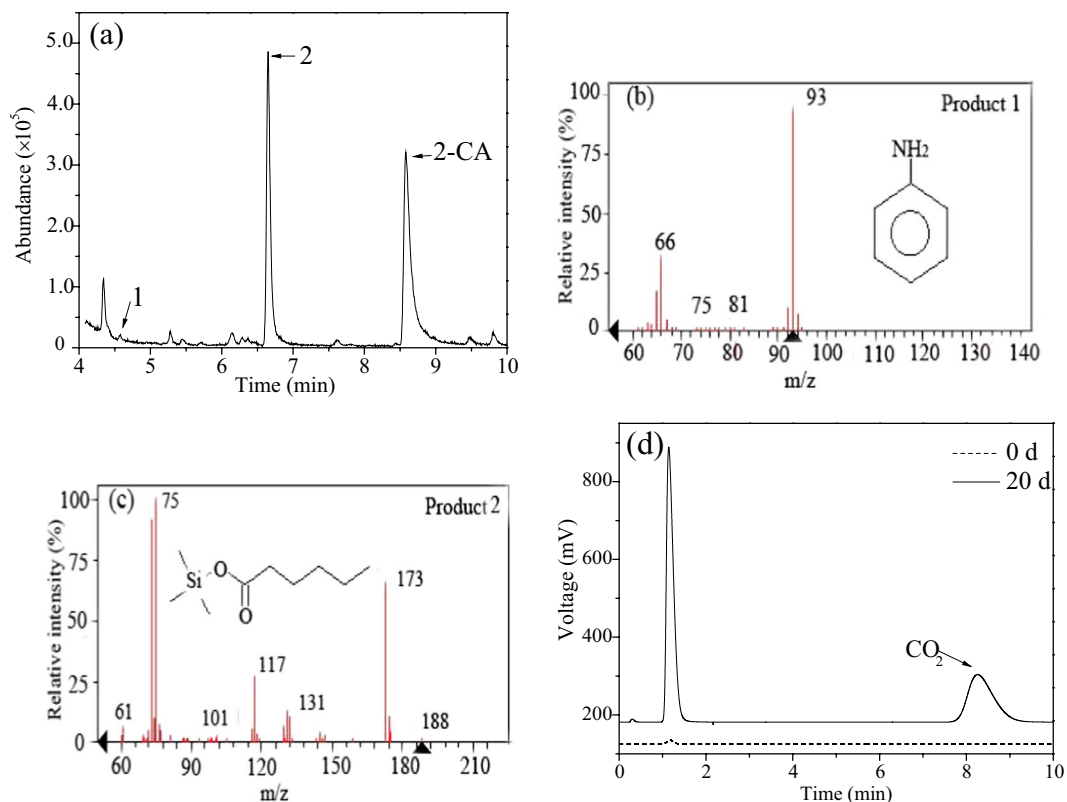 (a)
5.0
4.0
3.0
2.0
1.0
0
Abundance (×10⁵)
2
2-CA
1
4 5 6 7 8 9 10
Time (min)
(b)
Product 1
100
75
50
25
0
Relative intensity (%)
93
NH₂
66
75
81
60 70 80 90 100 110 120 130 140
m/z
(c)
Product 2
100
75
50
25
0
Relative intensity (%)
75
Si
O
O
173
117
131
61
101
188
60 90 120 150 180 210
m/z
(d)
0 d
20 d
800
600
400
200
Voltage (mV)
CO₂
0 2 4 6 8 10
Time (min)